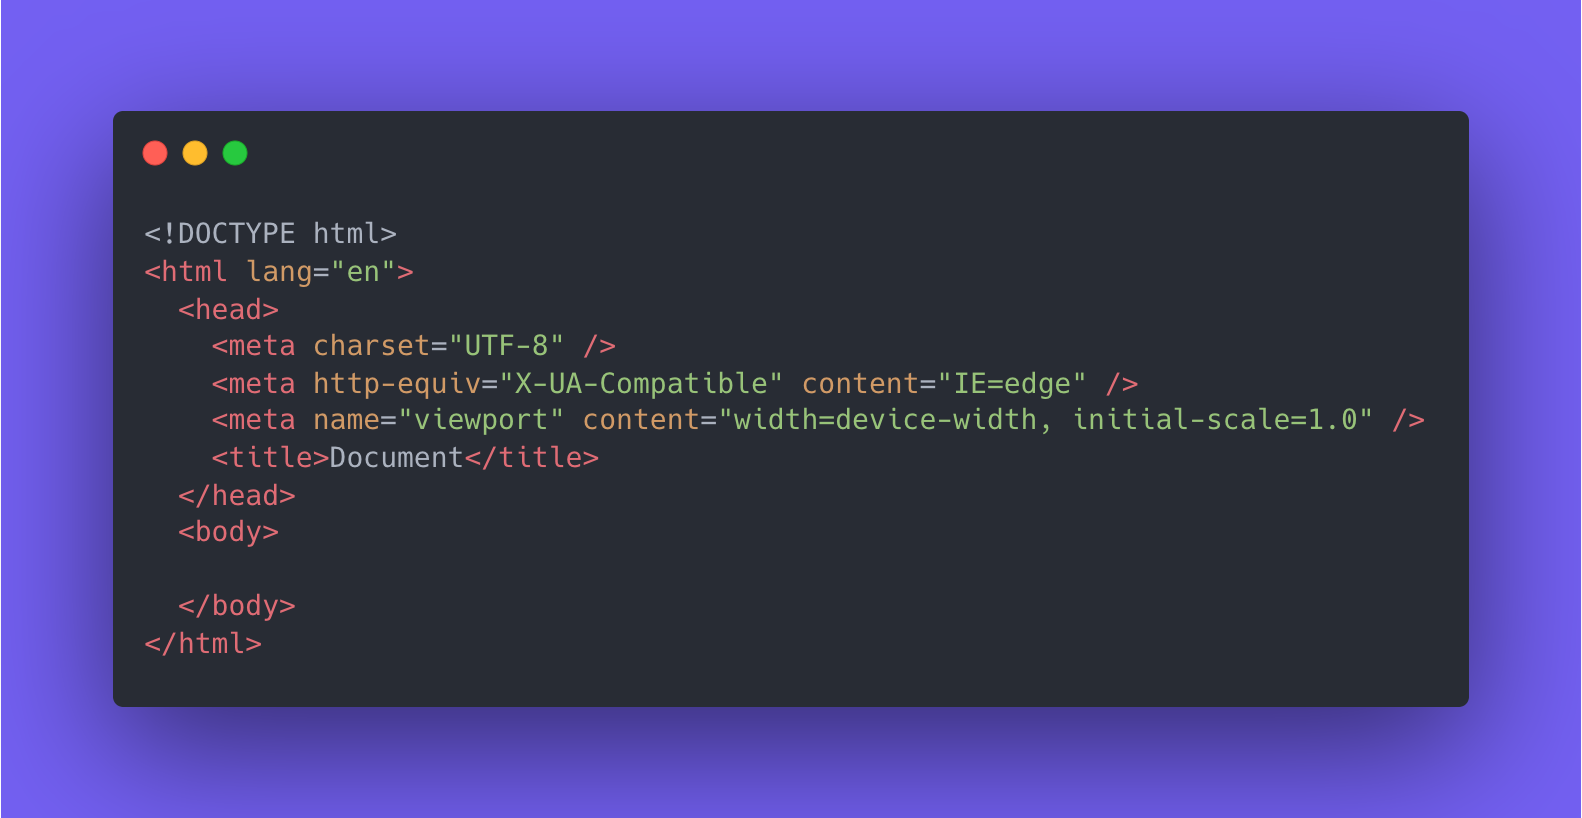 <!DOCTYPE html>
<html lang="en">
  <head>
    <meta charset="UTF-8" />
    <meta http-equiv="X-UA-Compatible" content="IE=edge" />
    <meta name="viewport" content="width=device-width, initial-scale=1.0" />
    <title>Document</title>
  </head>
  <body>

  </body>
</html>